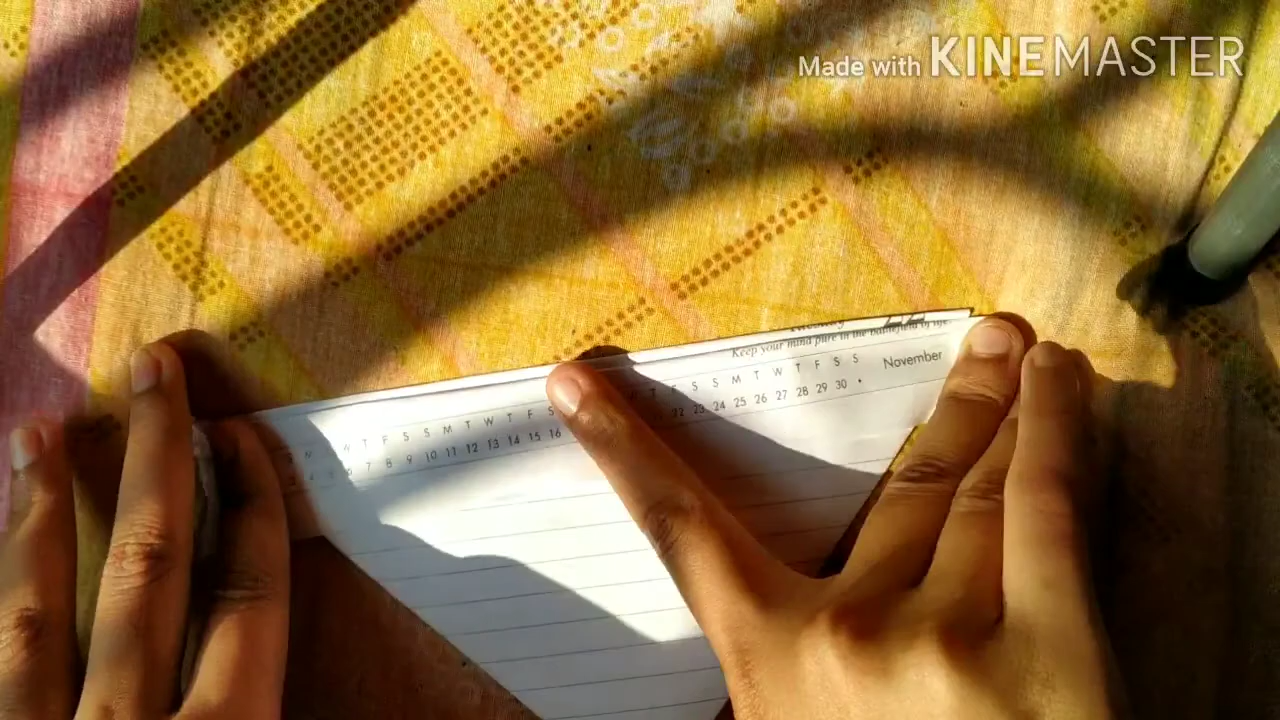 Made with KINEMASTER
Keep your mind pure in the battlefield of life.
W T F S S M T W T F S T F S S M T W T F S S November
7 8 9 10 11 12 13 14 15 16 22 23 24 25 26 27 28 29 30 •